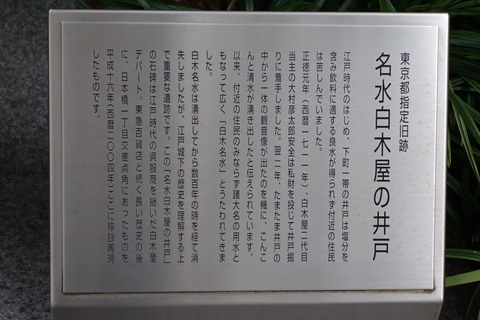 東京都指定旧跡
名水白木屋の井戸
江戸時代のはじめ、下町一帯の井戸は塩分を
含み飲料に適する良水が得られず付近の住民
は苦しんでいました。
正徳元年(西暦一七一一年)、白木屋二代目
当主の大村彦太郎安全は私財を投じて井戸掘
りに着手しました。翌二年、たまたま井戸の
中から一体の観音像が出たのを機に、こんこ
んと清水が湧き出したと伝えられています。
以来、付近の住民のみならず諸大名の用水と
もなって広く「白木名水」とうたわれてきま
した。
白木名水は湧出してから数百年の時を経て消
失しましたが、江戸城下の歴史を理解する上
で重要な遺跡です。この「名水白木屋の井戸」
の石碑は江戸時代の呉服商を継いだ白木屋
デパート、東急百貨店と続く長い歴史の後
に、日本橋一丁目交差点角にあったものを
平成十六年(西暦二〇〇四年)ここに移設再現
したものです。